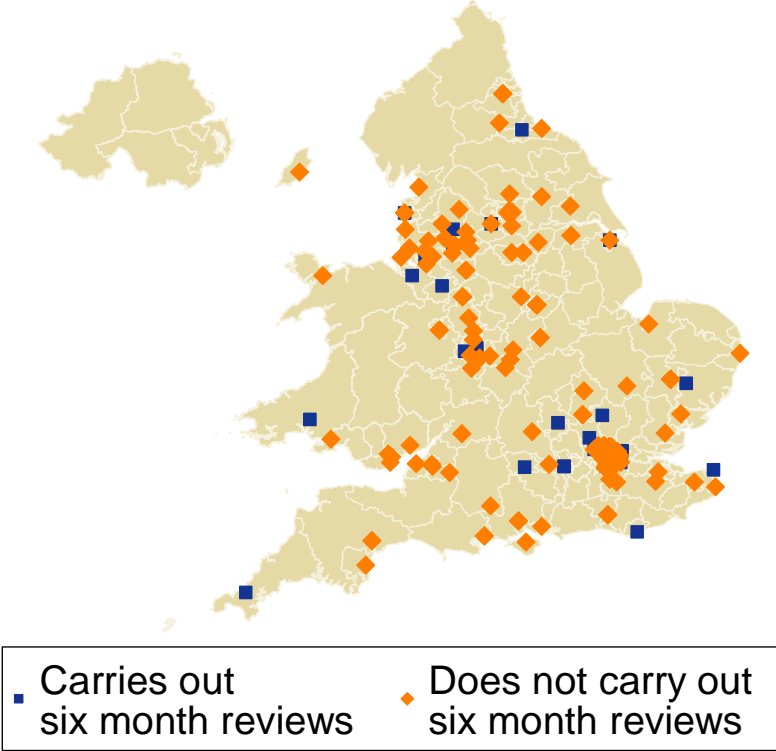 Carries out
six month reviews
Does not carry out
six month reviews